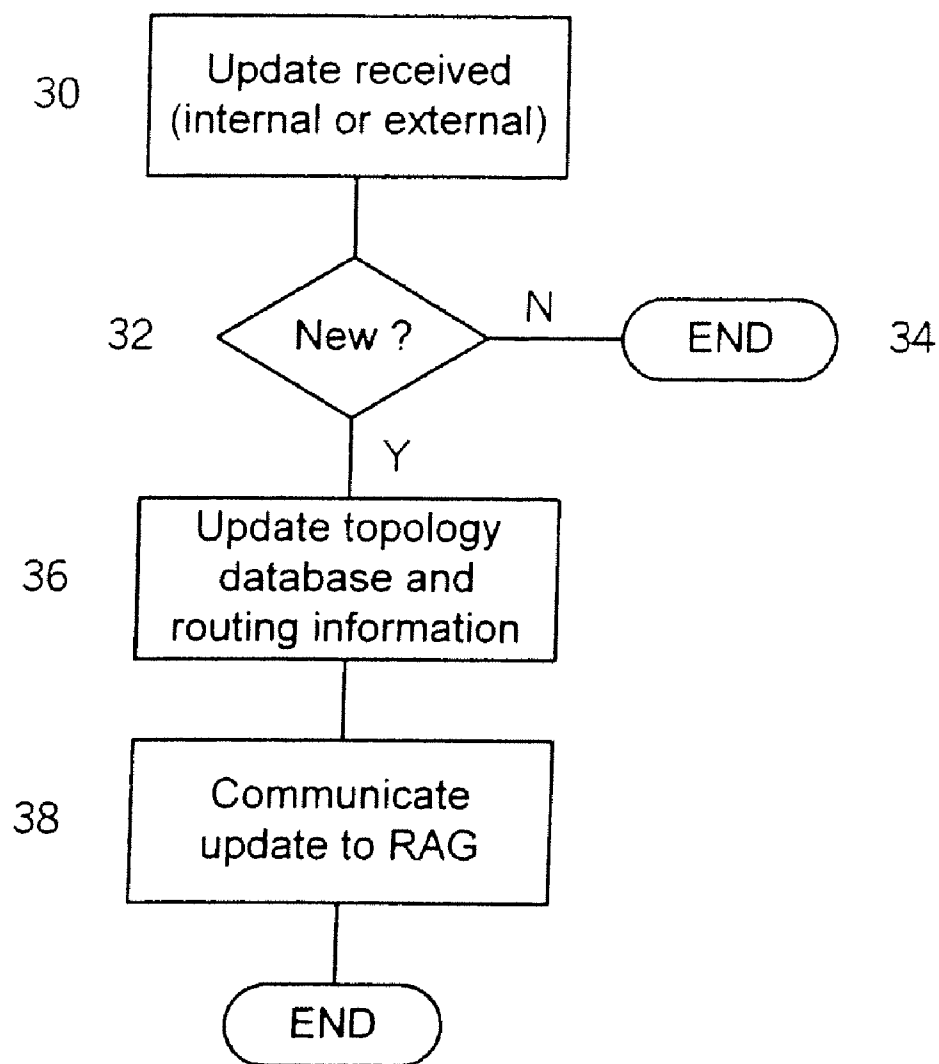 30
Update received
(internal or external)
32
New ?
N
END
34
Y
36
Update topology
database and
routing information
38
Communicate
update to RAG
END